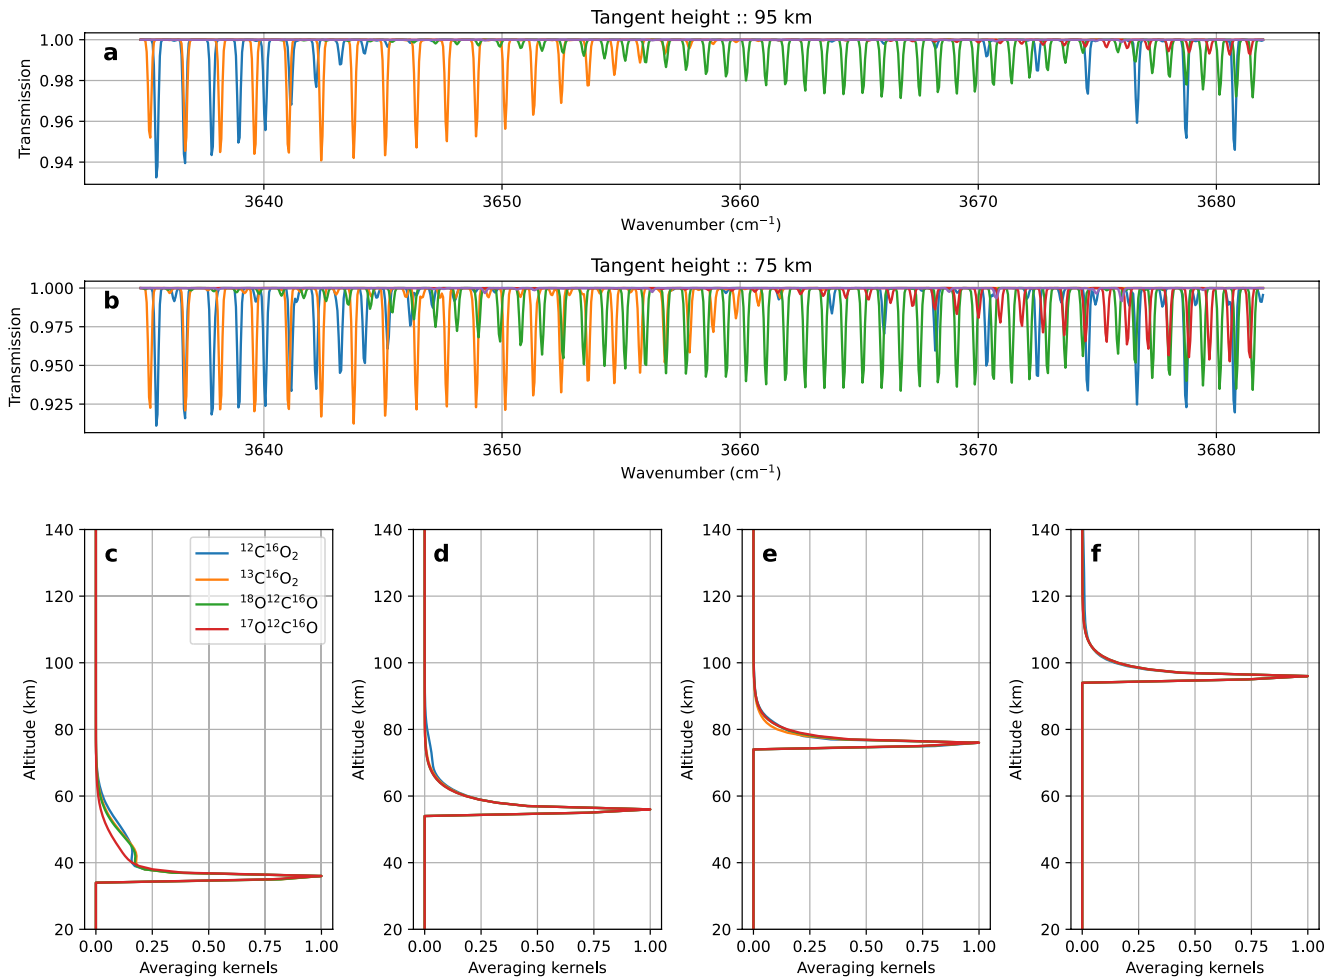 Tangent height :: 95 km
a
1.00
0.98
0.96
0.94
Transmission
3640 3650 3660 3670 3680
Wavenumber (cm⁻¹)
Tangent height :: 75 km
b
1.000
0.975
0.950
0.925
Transmission
3640 3650 3660 3670 3680
Wavenumber (cm⁻¹)
c
¹²C¹⁶O₂
¹³C¹⁶O₂
¹⁸O¹²C¹⁶O
¹⁷O¹²C¹⁶O
140
120
100
80
60
40
20
Altitude (km)
0.00 0.25 0.50 0.75 1.00
Averaging kernels
d
140
120
100
80
60
40
20
Altitude (km)
0.00 0.25 0.50 0.75 1.00
Averaging kernels
e
140
120
100
80
60
40
20
Altitude (km)
0.00 0.25 0.50 0.75 1.00
Averaging kernels
f
140
120
100
80
60
40
20
Altitude (km)
0.00 0.25 0.50 0.75 1.00
Averaging kernels